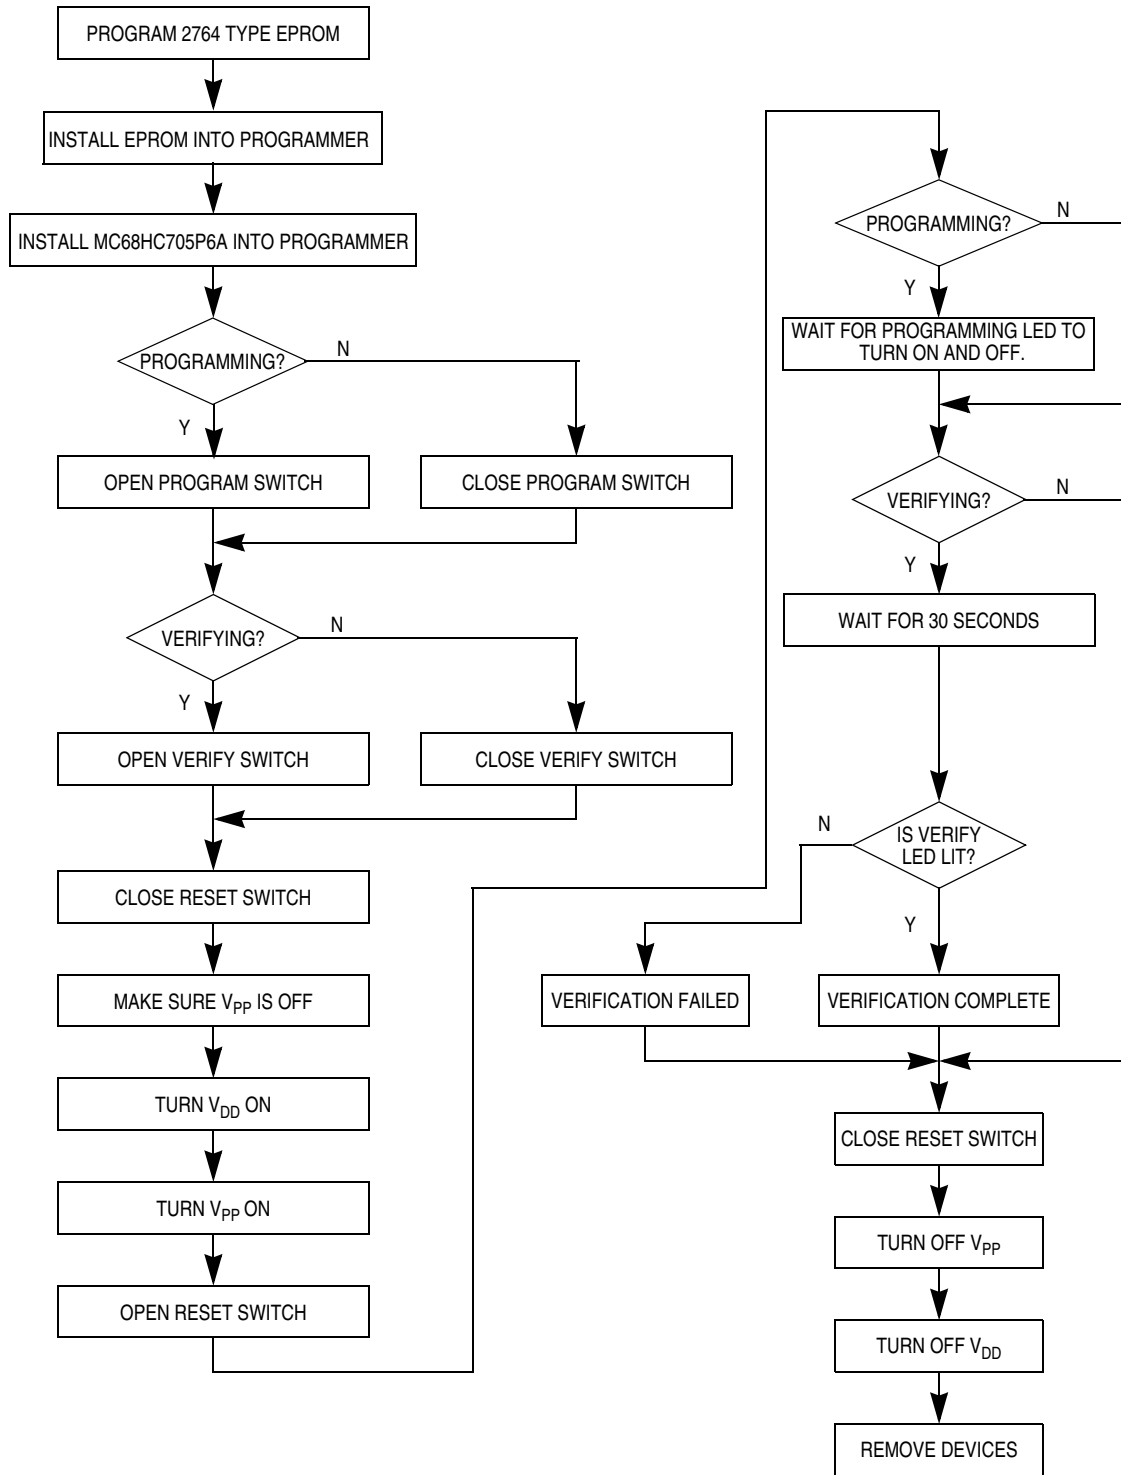 PROGRAM 2764 TYPE EPROM
INSTALL EPROM INTO PROGRAMMER
INSTALL MC68HC705P6A INTO PROGRAMMER
PROGRAMMING?
N
Y
OPEN PROGRAM SWITCH
CLOSE PROGRAM SWITCH
VERIFYING?
N
Y
OPEN VERIFY SWITCH
CLOSE VERIFY SWITCH
CLOSE RESET SWITCH
MAKE SURE VPP IS OFF
TURN VDD ON
TURN VPP ON
OPEN RESET SWITCH
PROGRAMMING?
N
Y
WAIT FOR PROGRAMMING LED TO
TURN ON AND OFF.
VERIFYING?
N
Y
WAIT FOR 30 SECONDS
IS VERIFY
LED LIT?
N
Y
VERIFICATION FAILED
VERIFICATION COMPLETE
CLOSE RESET SWITCH
TURN OFF VPP
TURN OFF VDD
REMOVE DEVICES